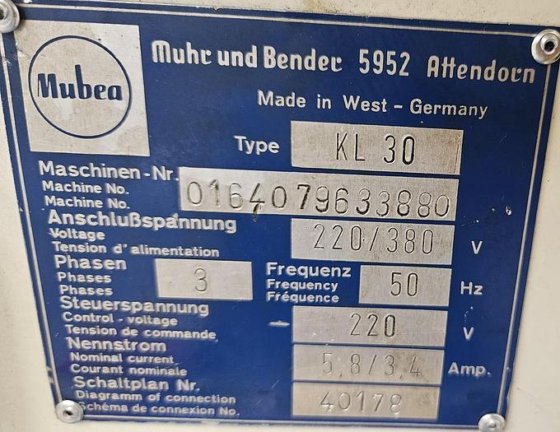 Mubea
Muhr und Bender 5952 Attendorn
Made in West - Germany
Type KL 30
Maschinen-Nr.
Machine No. 0164079633880
Machine No.
Anschlußspannung
Voltage 220/380 V
Tension d'alimentation
Phasen 3 Frequenz 50 Hz
Phases Frequency
Phases Fréquence
Steuerspannung
Control - voltage 220 V
Tension de commande
Nennstrom
Nominal current 5,8/3,4 Amp.
Courant nominale
Schaltplan Nr.
Diagramm of connection 40178
Schéma de connexion No.